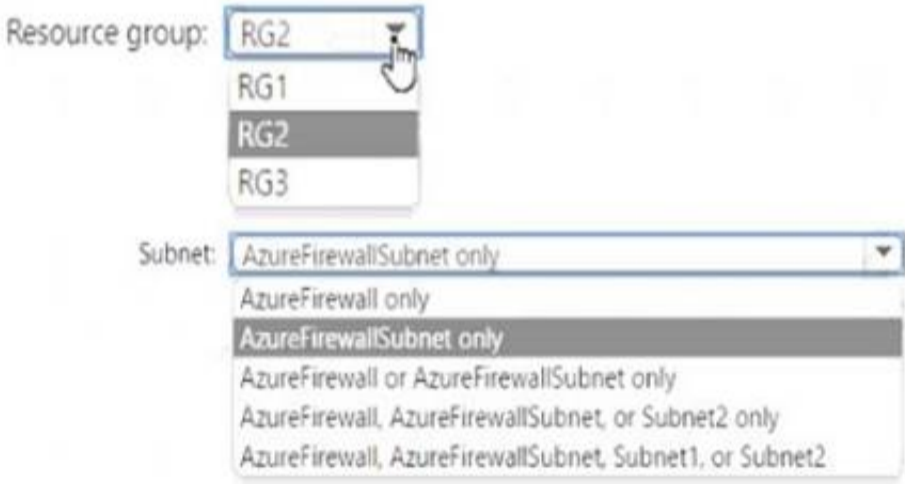 Resource group: RG2
RG1
RG2
RG3
Subnet: AzureFirewallSubnet only
AzureFirewall only
AzureFirewallSubnet only
AzureFirewall or AzureFirewallSubnet only
AzureFirewall, AzureFirewallSubnet, or Subnet2 only
AzureFirewall, AzureFirewallSubnet, Subnet1, or Subnet2